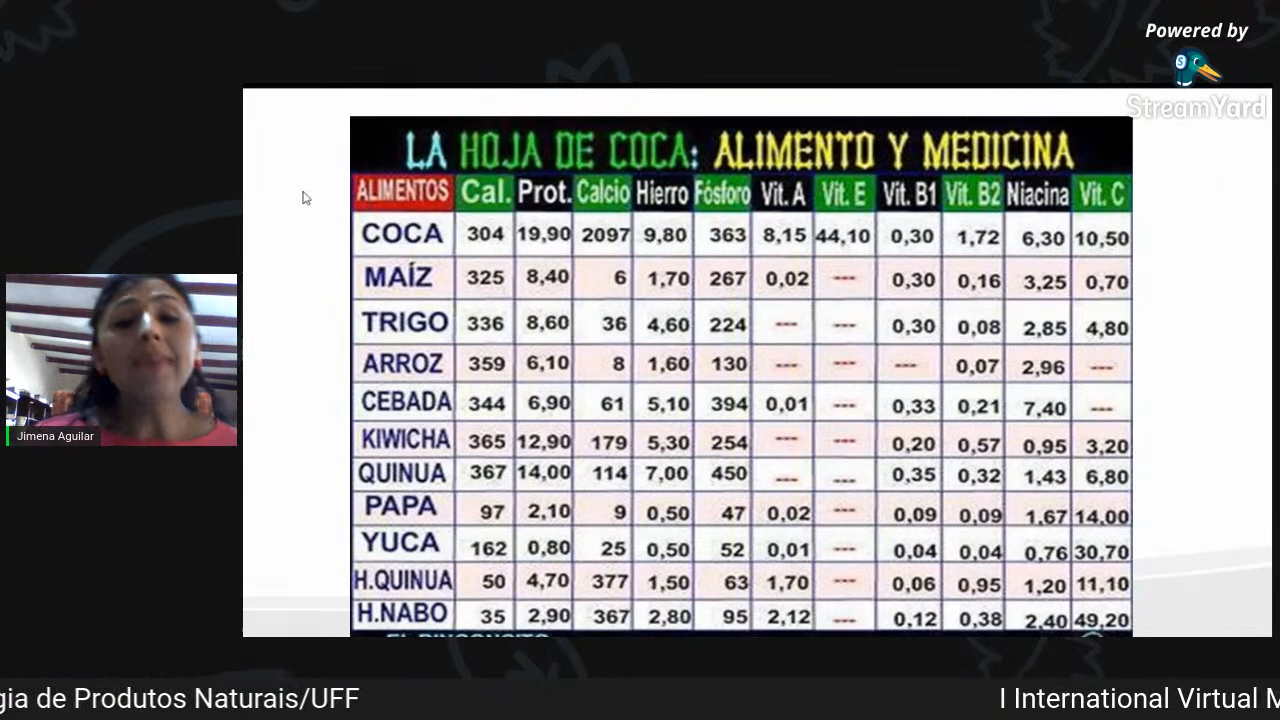 Powered by
StreamYard
LA HOJA DE COCA: ALIMENTO Y MEDICINA
ALIMENTOS Cal. Prot. Calcio Hierro Fósforo Vit. A Vit. E Vit. B1 Vit. B2 Niacina Vit. C
COCA 304 19,90 2097 9,80 363 8,15 44,10 0,30 1,72 6,30 10,50
MAÍZ 325 8,40 6 1,70 267 0,02 --- 0,30 0,16 3,25 0,70
TRIGO 336 8,60 36 4,60 224 --- --- 0,30 0,08 2,85 4,80
ARROZ 359 6,10 8 1,60 130 --- --- --- 0,07 2,96 ---
CEBADA 344 6,90 61 5,10 394 0,01 --- 0,33 0,21 7,40 ---
KIWICHA 365 12,90 179 5,30 254 --- --- 0,20 0,57 0,95 3,20
QUINUA 367 14,00 114 7,00 450 --- --- 0,35 0,32 1,43 6,80
PAPA 97 2,10 9 0,50 47 0,02 --- 0,09 0,09 1,67 14,00
YUCA 162 0,80 25 0,50 52 0,01 --- 0,04 0,04 0,76 30,70
H.QUINUA 50 4,70 377 1,50 63 1,70 --- 0,06 0,95 1,20 11,10
H.NABO 35 2,90 367 2,80 95 2,12 --- 0,12 0,38 2,40 49,20
Jimena Aguilar
gia de Produtos Naturais/UFF I International Virtual M